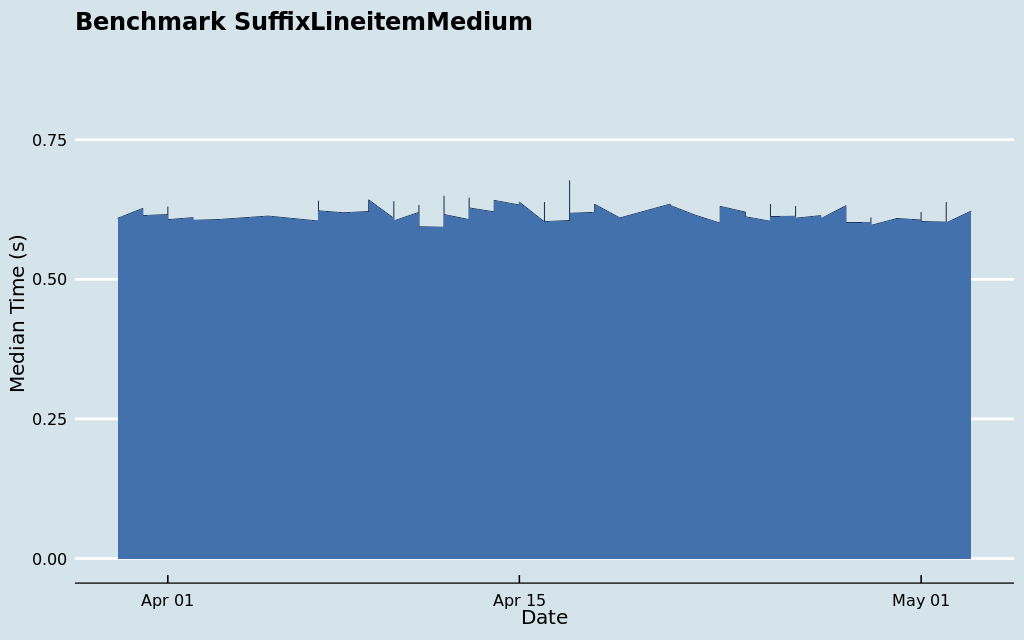 Benchmark SuffixLineitemMedium
Median Time (s)
0.75
0.50
0.25
0.00
Apr 01
Apr 15
May 01
Date